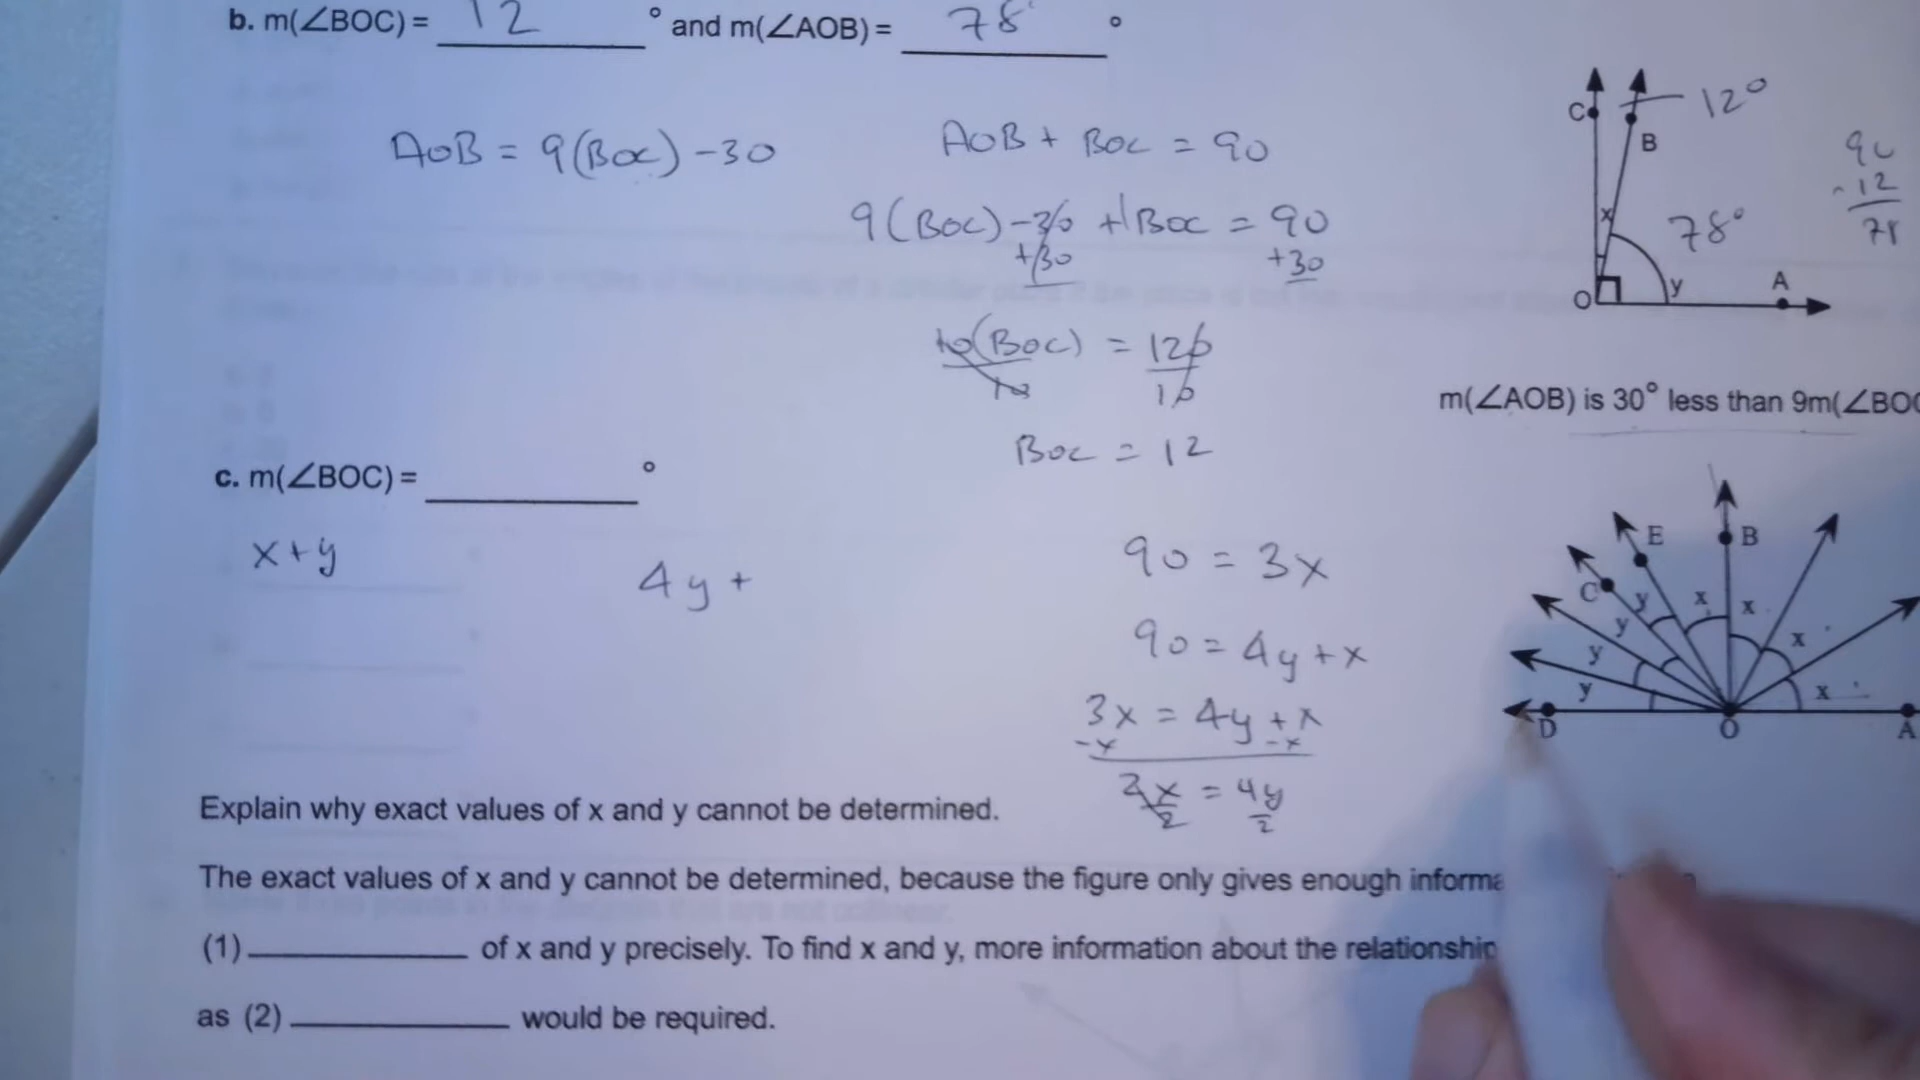 b. m(∠BOC) = 12 ° and m(∠AOB) = 78 °
AOB = 9(BOC) -30
AOB + BOC = 90
9(BOC) -30 + 1BOC = 90
+30 +30
10(BOC) = 120
10 10
BOC = 12
C B 12°
90
- 12
78
x 78°
O y A
m(∠AOB) is 30° less than 9m(∠BOC
c. m(∠BOC) = °
x + y
4y +
90 = 3x
90 = 4y + x
3x = 4y + x
-x -x
2x = 4y
2 2
E B
C y x x
y x
y
y x
D O A
Explain why exact values of x and y cannot be determined.
The exact values of x and y cannot be determined, because the figure only gives enough
(1) of x and y precisely. To find x and y, more information about the
as (2) would be required.